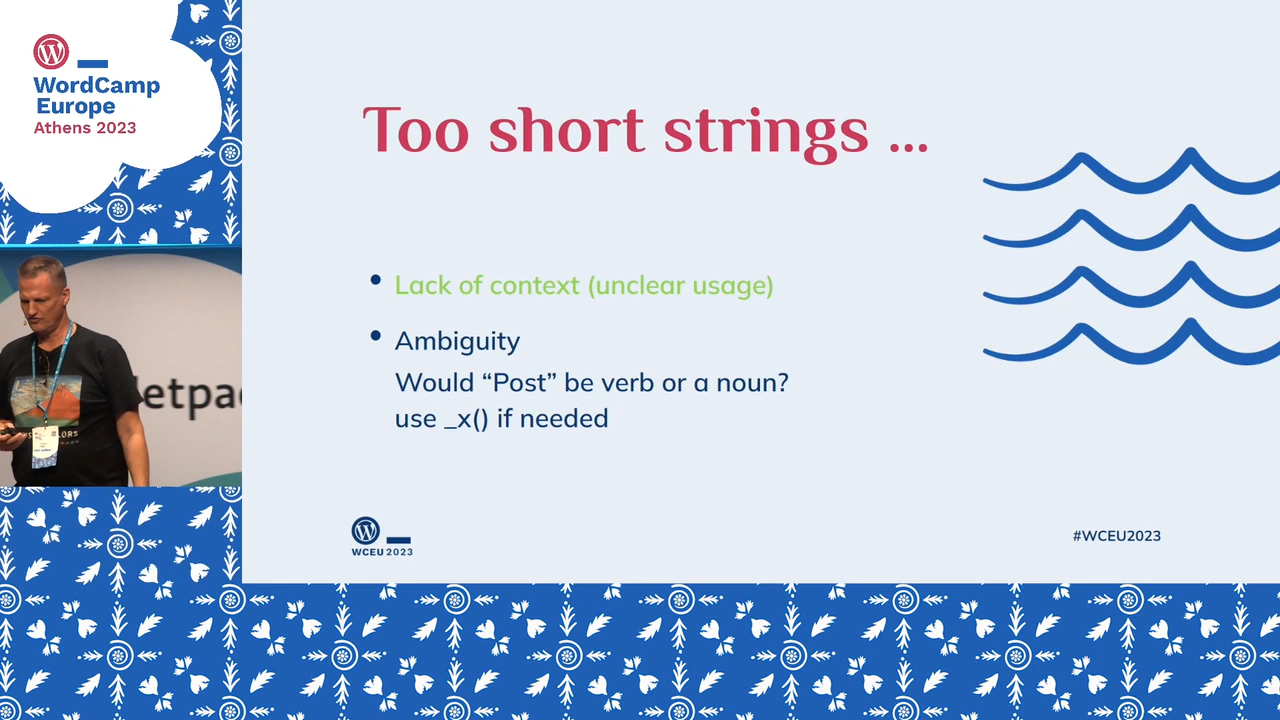 WordCamp
Europe
Athens 2023
Too short strings ...
• Lack of context (unclear usage)
• Ambiguity
Would “Post” be verb or a noun?
use _x() if needed
WCEU 2023
#WCEU2023